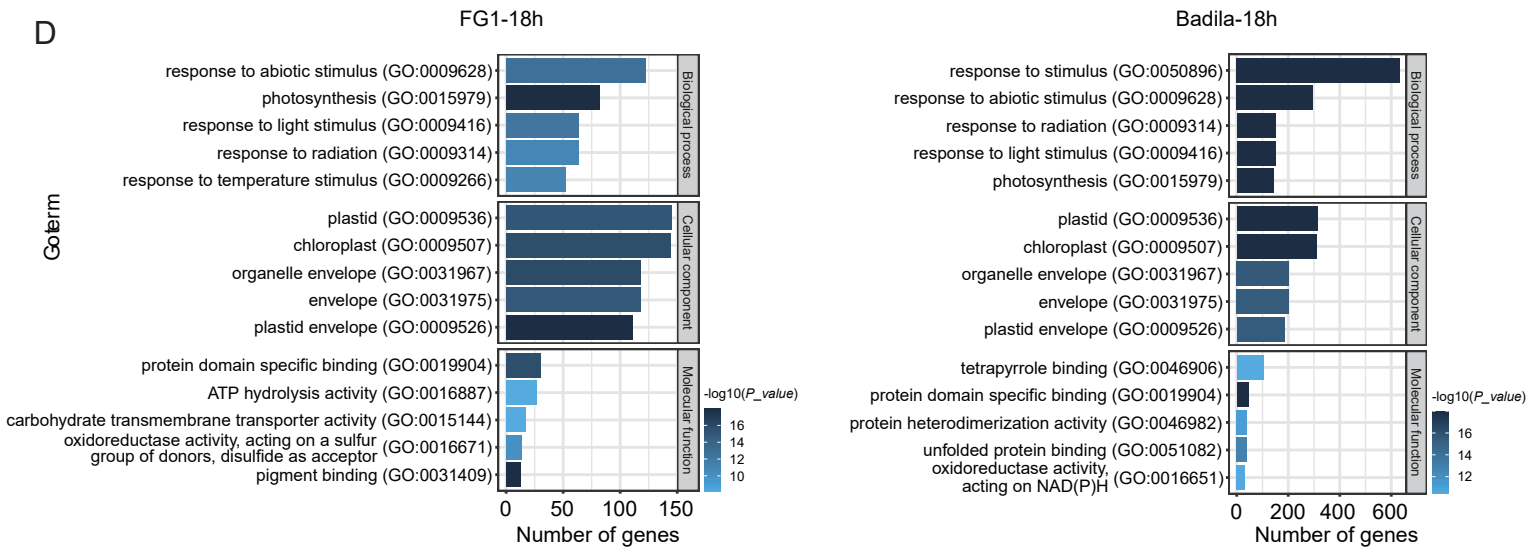 D
FG1-18h
Goterm
response to abiotic stimulus (GO:0009628)
photosynthesis (GO:0015979)
response to light stimulus (GO:0009416)
response to radiation (GO:0009314)
response to temperature stimulus (GO:0009266)
Biological process
plastid (GO:0009536)
chloroplast (GO:0009507)
organelle envelope (GO:0031967)
envelope (GO:0031975)
plastid envelope (GO:0009526)
Cellular component
protein domain specific binding (GO:0019904)
ATP hydrolysis activity (GO:0016887)
carbohydrate transmembrane transporter activity (GO:0015144)
oxidoreductase activity, acting on a sulfur
group of donors, disulfide as acceptor (GO:0016671)
pigment binding (GO:0031409)
Molecular function
0 50 100 150
Number of genes
-log10(P_value)
16
14
12
10
Badila-18h
response to stimulus (GO:0050896)
response to abiotic stimulus (GO:0009628)
response to radiation (GO:0009314)
response to light stimulus (GO:0009416)
photosynthesis (GO:0015979)
Biological process
plastid (GO:0009536)
chloroplast (GO:0009507)
organelle envelope (GO:0031967)
envelope (GO:0031975)
plastid envelope (GO:0009526)
Cellular component
tetrapyrrole binding (GO:0046906)
protein domain specific binding (GO:0019904)
protein heterodimerization activity (GO:0046982)
unfolded protein binding (GO:0051082)
oxidoreductase activity,
acting on NAD(P)H (GO:0016651)
Molecular function
0 200 400 600
Number of genes
-log10(P_value)
16
14
12